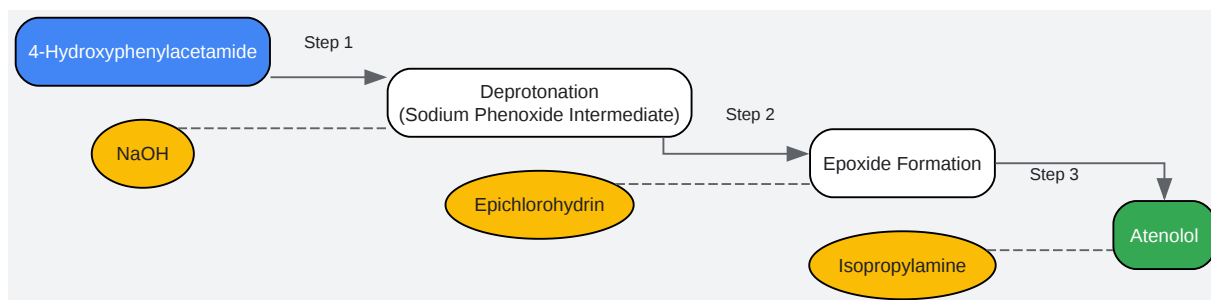 4-Hydroxyphenylacetamide
Step 1
Deprotonation
(Sodium Phenoxide Intermediate)
NaOH
Step 2
Epoxide Formation
Epichlorohydrin
Step 3
Atenolol
Isopropylamine